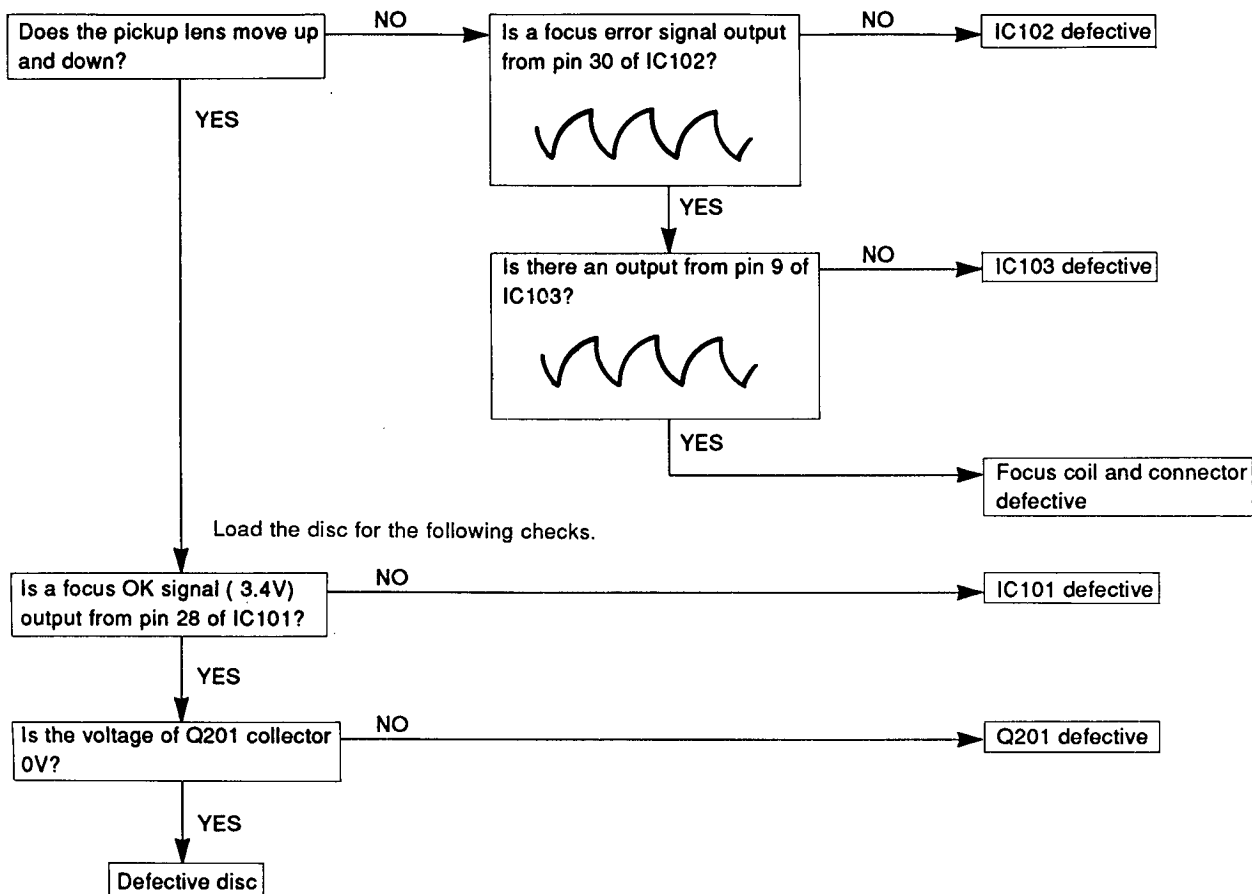 Does the pickup lens move up
and down?
NO
Is a focus error signal output
from pin 30 of IC102?
NO
IC102 defective
YES
YES
Is there an output from pin 9 of
IC103?
NO
IC103 defective
YES
Focus coil and connector
defective
Load the disc for the following checks.
Is a focus OK signal ( 3.4V)
output from pin 28 of IC101?
NO
IC101 defective
YES
Is the voltage of Q201 collector
0V?
NO
Q201 defective
YES
Defective disc